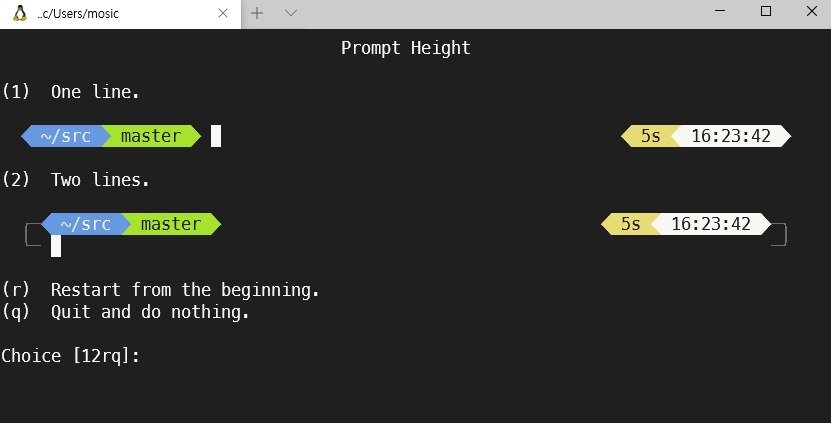 ..c/Users/mosic
Prompt Height
(1) One line.
~/src master 5s 16:23:42
(2) Two lines.
~/src master 5s 16:23:42
(r) Restart from the beginning.
(q) Quit and do nothing.
Choice [12rq]: